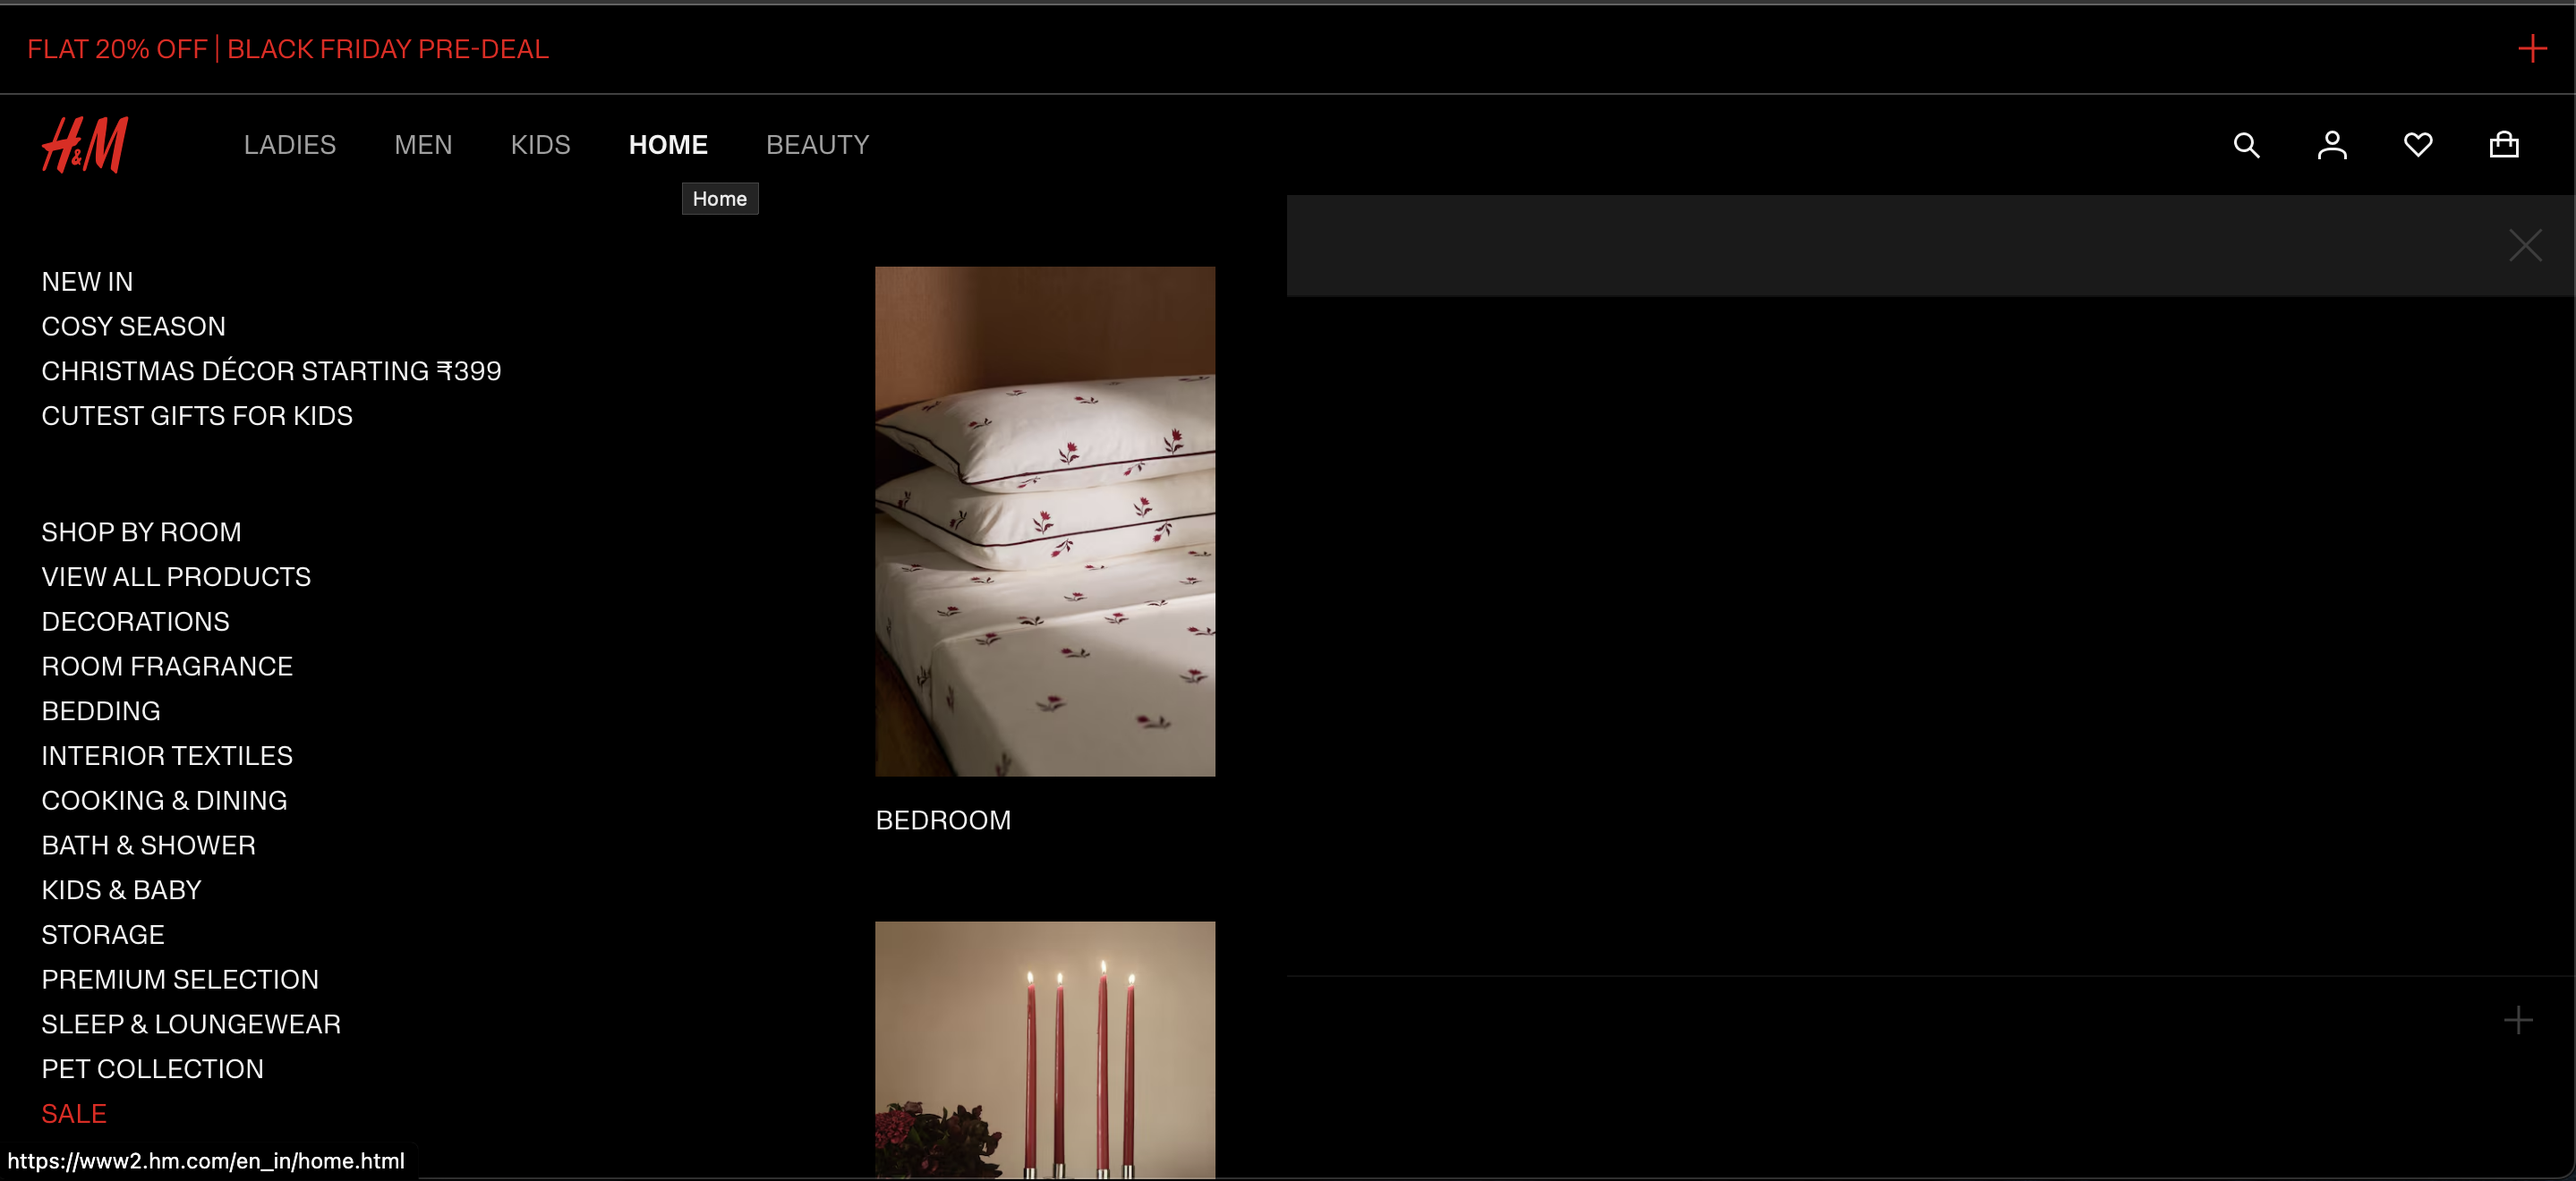 FLAT 20% OFF | BLACK FRIDAY PRE-DEAL
H&M
LADIES
MEN
KIDS
HOME
BEAUTY
Home
NEW IN
COSY SEASON
CHRISTMAS DÉCOR STARTING ₹399
CUTEST GIFTS FOR KIDS
SHOP BY ROOM
VIEW ALL PRODUCTS
DECORATIONS
ROOM FRAGRANCE
BEDDING
INTERIOR TEXTILES
COOKING & DINING
BATH & SHOWER
KIDS & BABY
STORAGE
PREMIUM SELECTION
SLEEP & LOUNGEWEAR
PET COLLECTION
SALE
BEDROOM
https://www2.hm.com/en_in/home.html